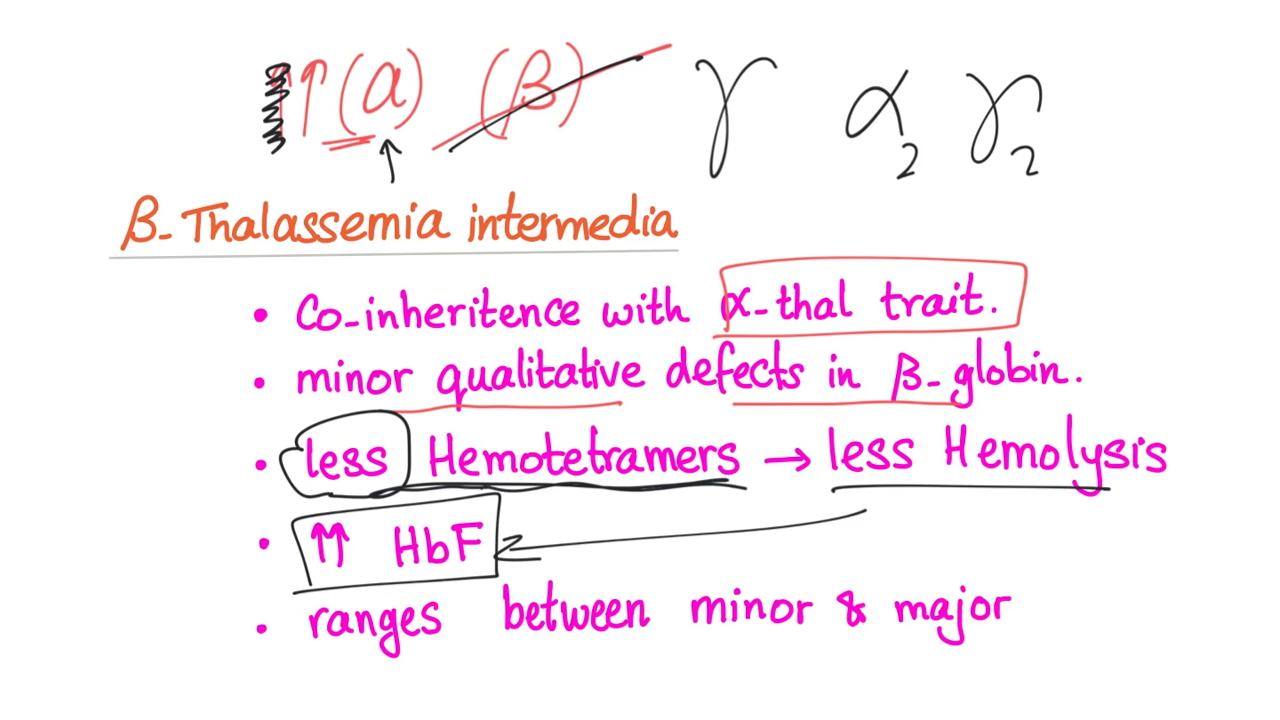 ↑↑(α) (β) γ α₂ γ₂
β-Thalassemia intermedia
• Co-inheritence with α-thal trait.
• minor qualitative defects in β-globin.
• less Hemotetramers → less Hemolysis
• ↑↑ HbF
• ranges between minor & major